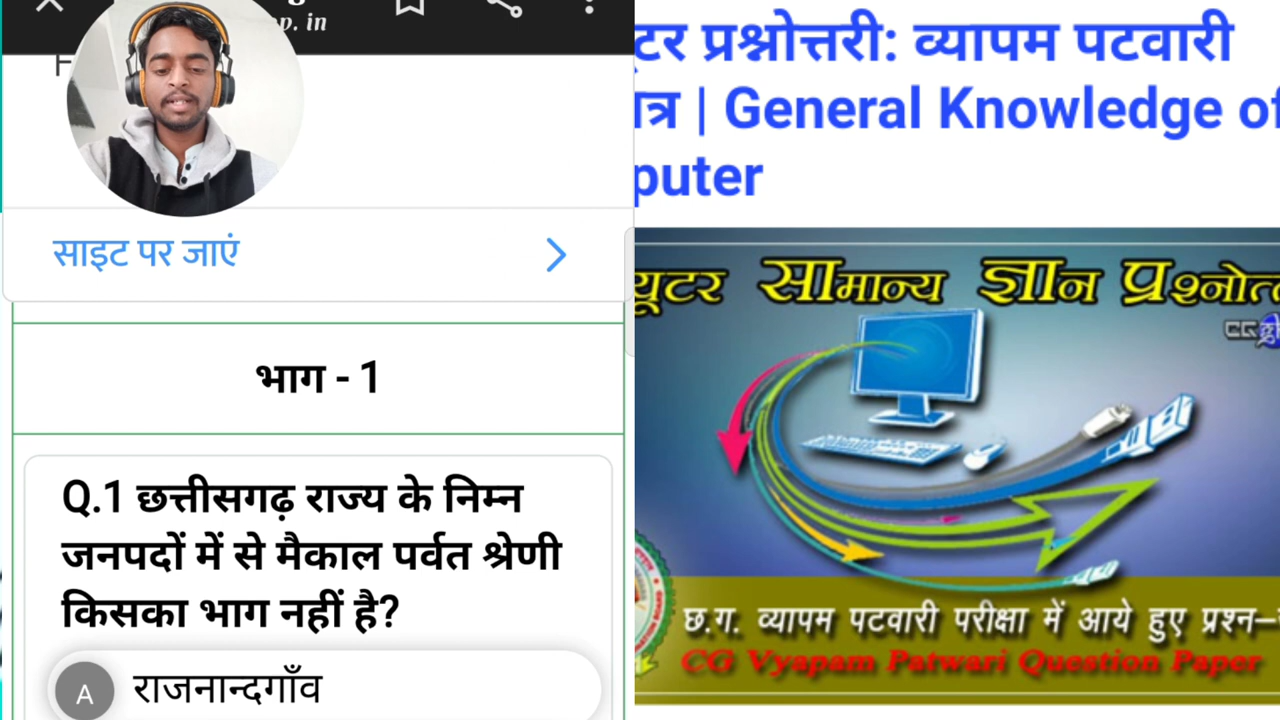 p. in
F
साइट पर जाएं
भाग - 1
Q.1 छत्तीसगढ़ राज्य के निम्न
जनपदों में से मैकाल पर्वत श्रेणी
किसका भाग नहीं है?
A राजनान्दगाँव
टर प्रश्नोत्तरी: व्यापम पटवारी
त्र | General Knowledge of
puter
यूटर सामान्य ज्ञान प्रश्नोत्त
छ.ग. व्यापम पटवारी परीक्षा में आये हुए प्रश्न-
CG Vyapam Patwari Question Paper